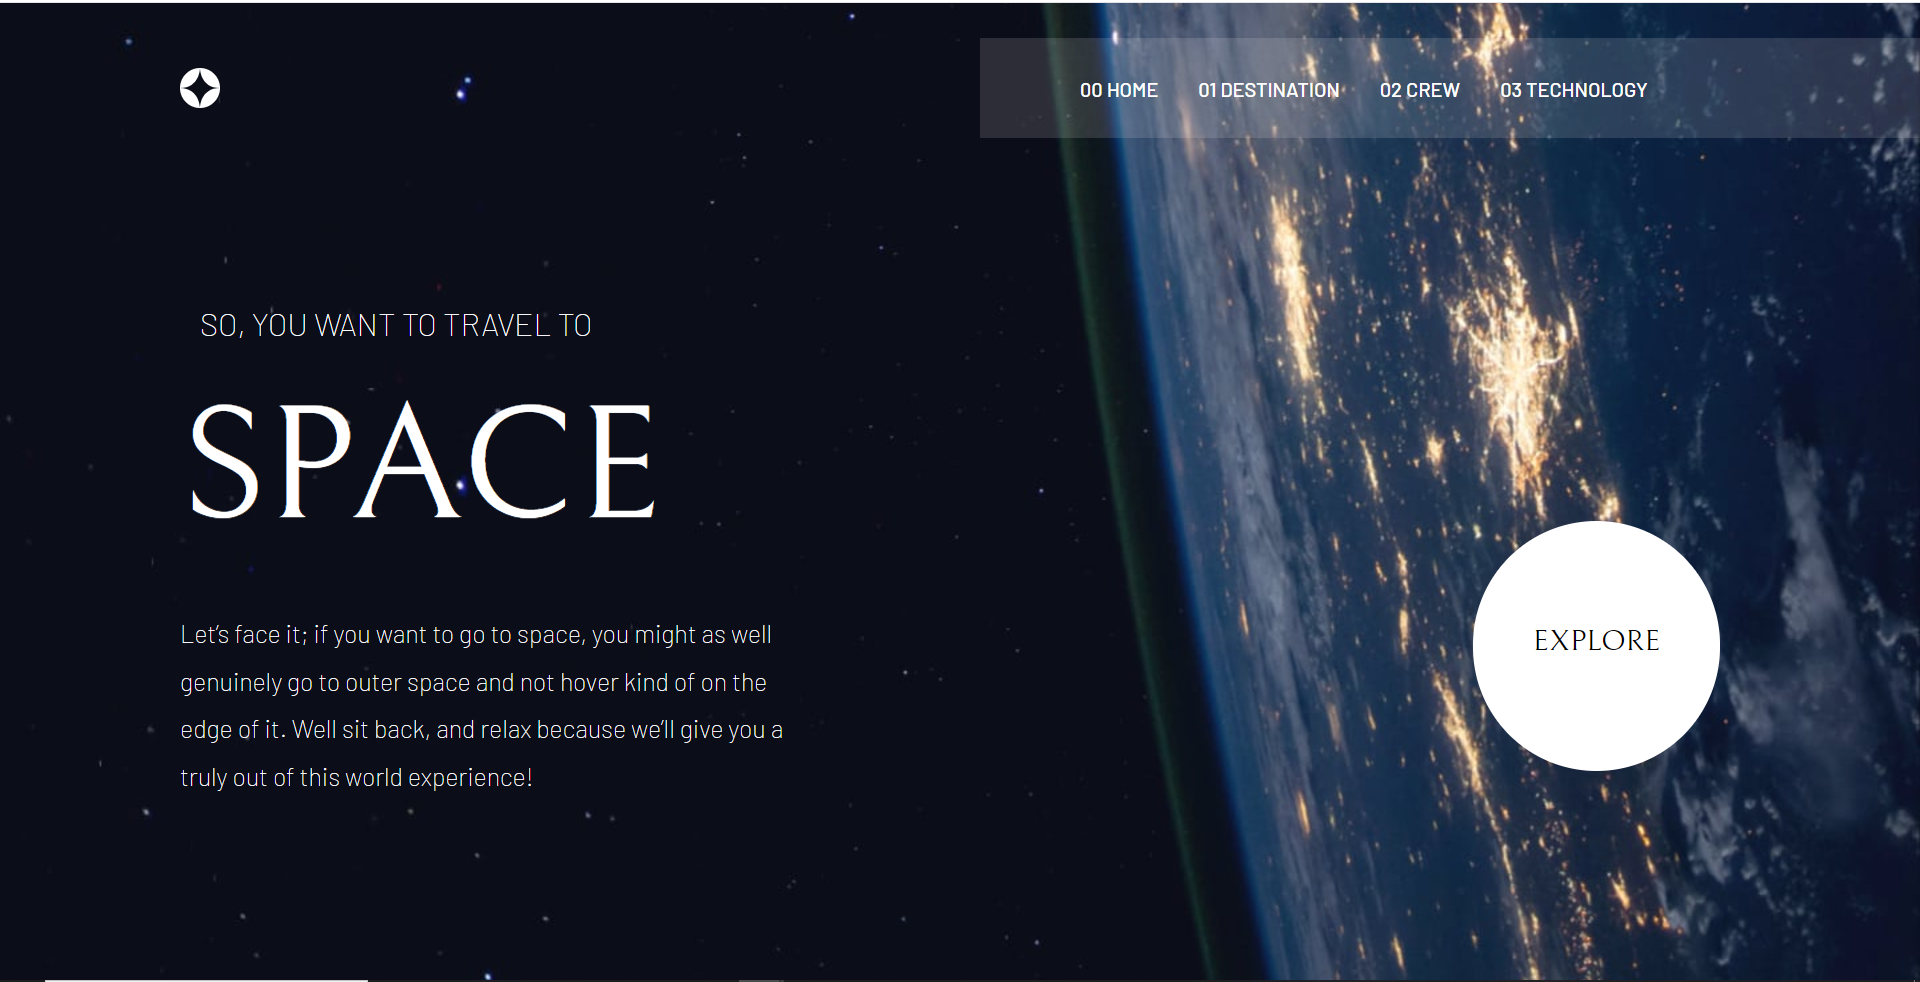 00 HOME 01 DESTINATION 02 CREW 03 TECHNOLOGY
SO, YOU WANT TO TRAVEL TO
SPACE
Let’s face it; if you want to go to space, you might as well
genuinely go to outer space and not hover kind of on the
edge of it. Well sit back, and relax because we’ll give you a
truly out of this world experience!
EXPLORE